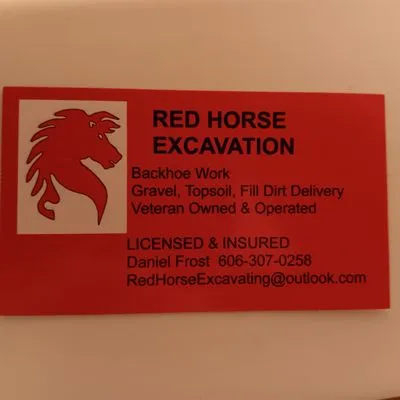 RED HORSE
EXCAVATION
Backhoe Work
Gravel, Topsoil, Fill Dirt Delivery
Veteran Owned & Operated
LICENSED & INSURED
Daniel Frost 606-307-0258
RedHorseExcavating@outlook.com